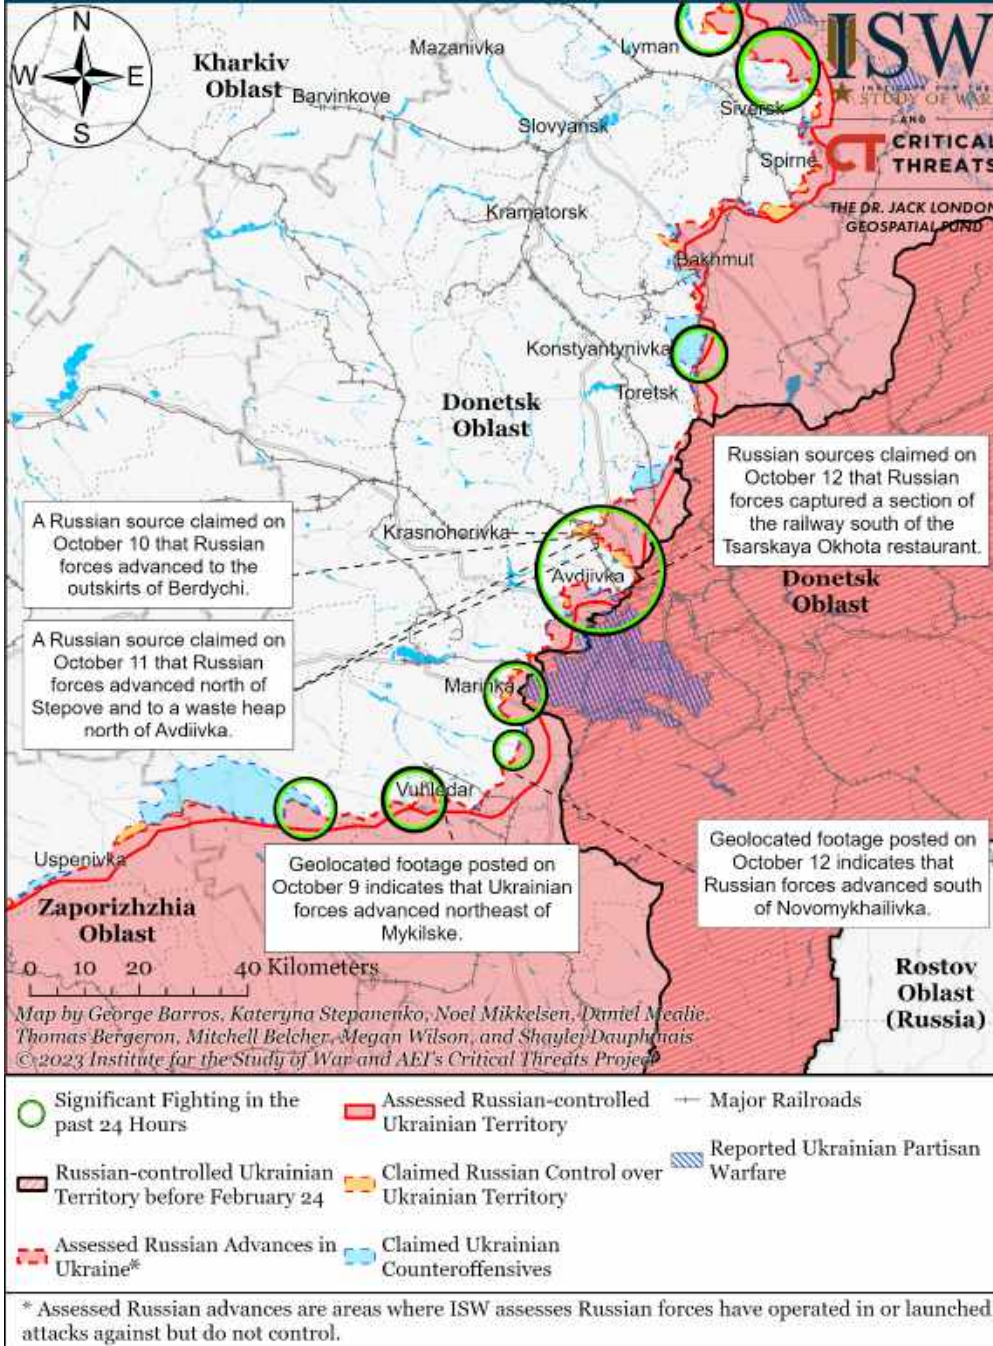 N
W
E
S
Kharkiv
Oblast
Mazanivka
Lyman
ISW
INSTITUTE FOR THE
STUDY OF WAR
AND
CT CRITICAL
THREATS
THE DR. JACK LONDON
GEOSPATIAL FUND
Barvinkove
Siversk
Slovyansk
Spirne
Kramatorsk
Bakhmut
Konstyantynivka
Toretsk
Donetsk
Oblast
Russian sources claimed on
October 12 that Russian
forces captured a section of
the railway south of the
Tsarskaya Okhota restaurant.
A Russian source claimed on
October 10 that Russian
forces advanced to the
outskirts of Berdychi.
Krasnohorivka
Avdiivka
Donetsk
Oblast
A Russian source claimed on
October 11 that Russian
forces advanced north of
Stepove and to a waste heap
north of Avdiivka.
Marinka
Vuhledar
Uspenivka
Geolocated footage posted on
October 9 indicates that Ukrainian
forces advanced northeast of
Mykilske.
Geolocated footage posted on
October 12 indicates that
Russian forces advanced south
of Novomykhailivka.
Zaporizhzhia
Oblast
0 10 20 40 Kilometers
Rostov
Oblast
(Russia)
Map by George Barros, Kateryna Stepanenko, Noel Mikkelsen, Daniel Mealie,
Thomas Bergeron, Mitchell Belcher, Megan Wilson, and Shaylei Dauphinais
© 2023 Institute for the Study of War and AEI's Critical Threats Project
Significant Fighting in the
past 24 Hours
Russian-controlled Ukrainian
Territory before February 24
Assessed Russian Advances in
Ukraine*
Assessed Russian-controlled
Ukrainian Territory
Claimed Russian Control over
Ukrainian Territory
Claimed Ukrainian
Counteroffensives
Major Railroads
Reported Ukrainian Partisan
Warfare
* Assessed Russian advances are areas where ISW assesses Russian forces have operated in or launched
attacks against but do not control.